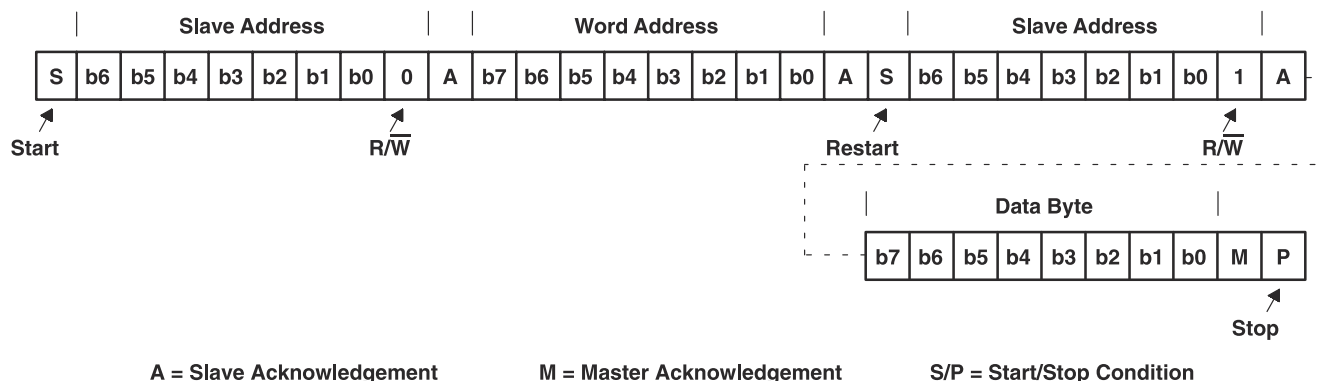 Slave Address Word Address Slave Address
S b6 b5 b4 b3 b2 b1 b0 0 A b7 b6 b5 b4 b3 b2 b1 b0 A S b6 b5 b4 b3 b2 b1 b0 1 A
Start R/W̅ Restart R/W̅
Data Byte
b7 b6 b5 b4 b3 b2 b1 b0 M P
Stop
A = Slave Acknowledgement M = Master Acknowledgement S/P = Start/Stop Condition